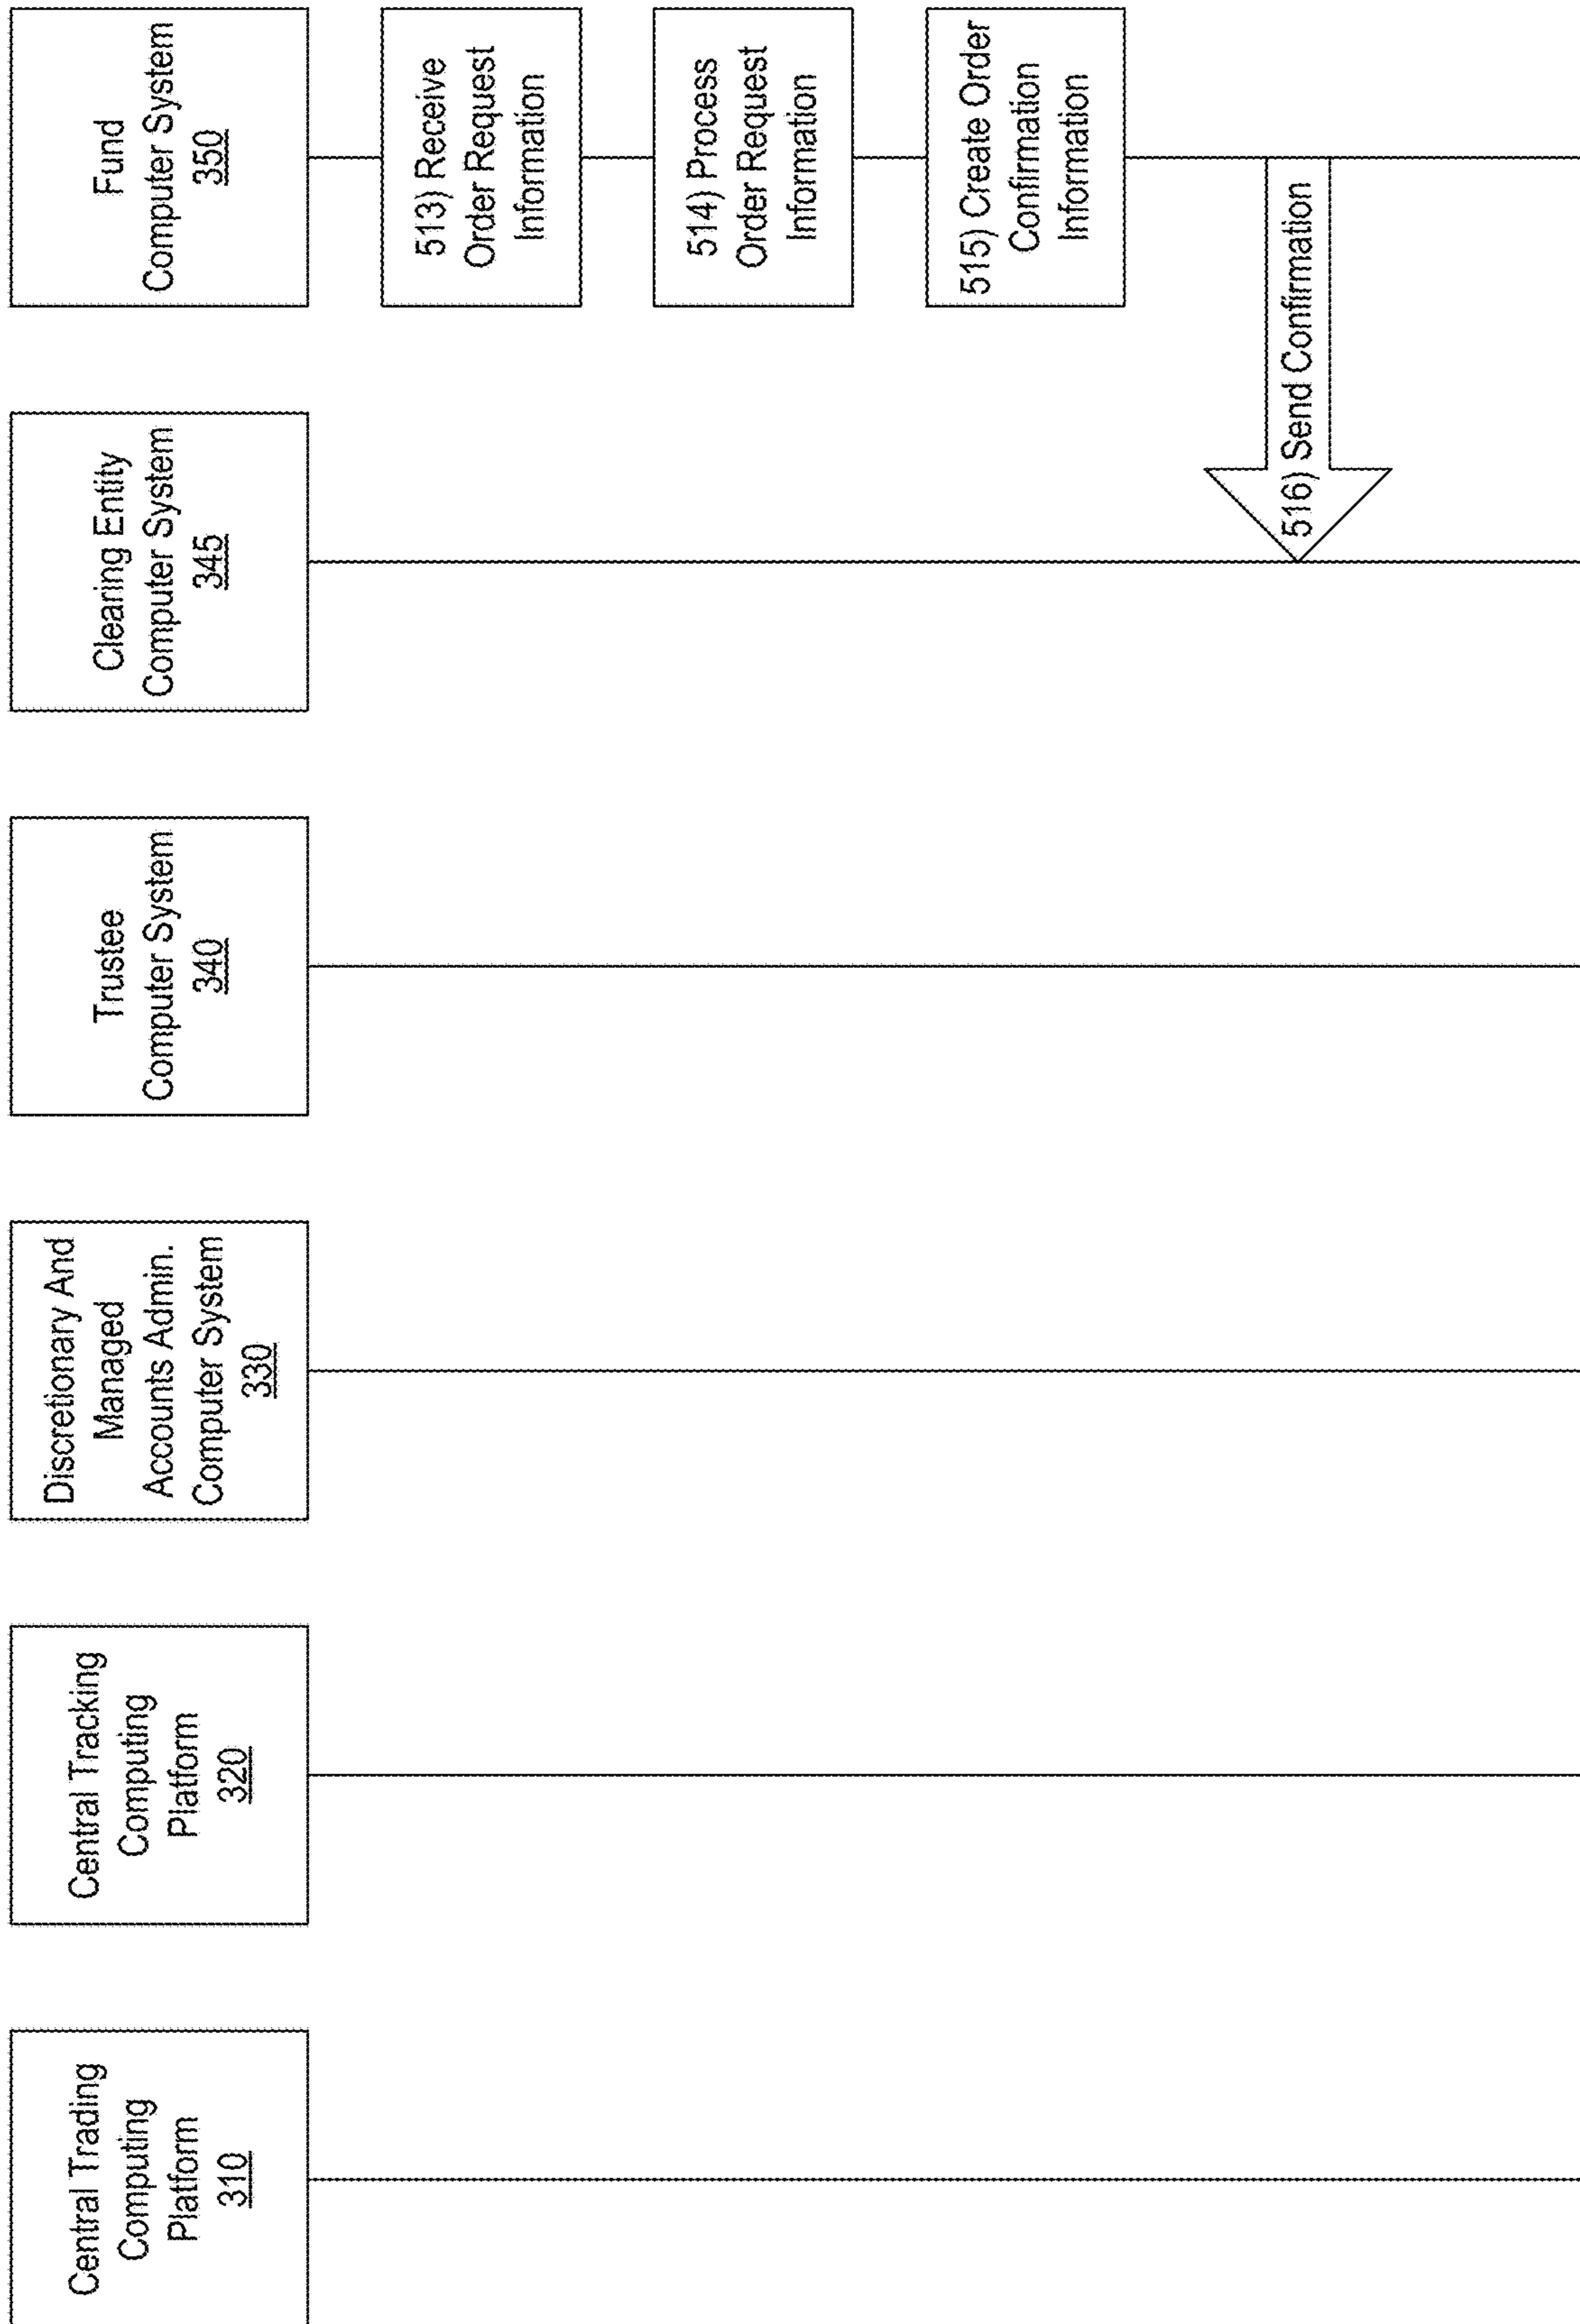 Central Trading
Computing
Platform
310
Central Tracking
Computing
Platform
320
Discretionary And
Managed
Accounts Admin.
Computer System
330
Trustee
Computer System
340
Clearing Entity
Computer System
345
Fund
Computer System
350
513) Receive
Order Request
Information
514) Process
Order Request
Information
515) Create Order
Confirmation
Information
516) Send Confirmation